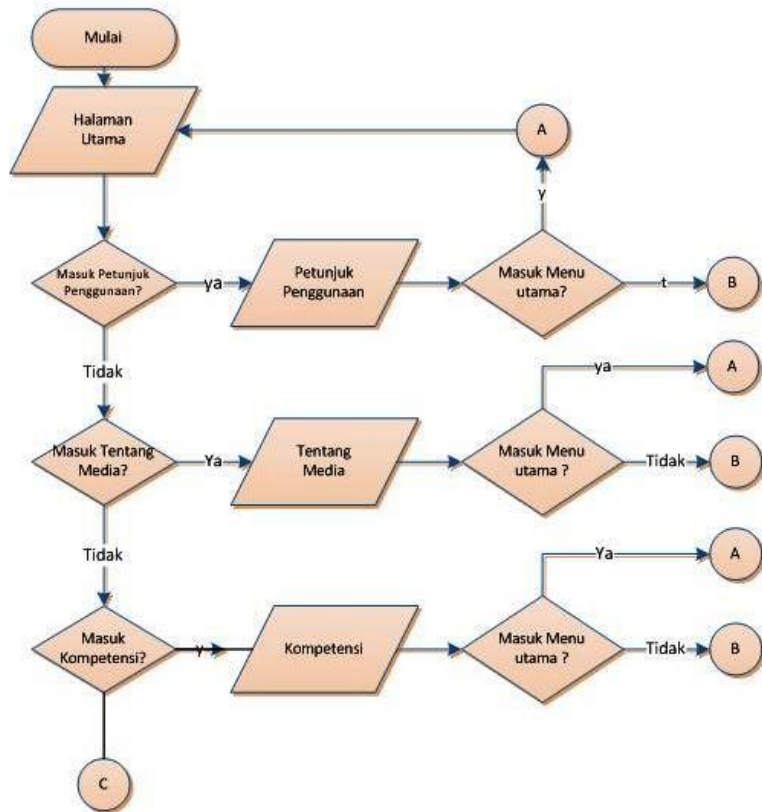 Mulai
Halaman
Utama
A
y
Masuk Petunjuk
Penggunaan?
ya
Petunjuk
Penggunaan
Masuk Menu
utama?
t
B
Tidak
ya
A
Masuk Tentang
Media?
Ya
Tentang
Media
Masuk Menu
utama ?
Tidak
B
Tidak
Ya
A
Masuk
Kompetensi?
y
Kompetensi
Masuk Menu
utama ?
Tidak
B
C